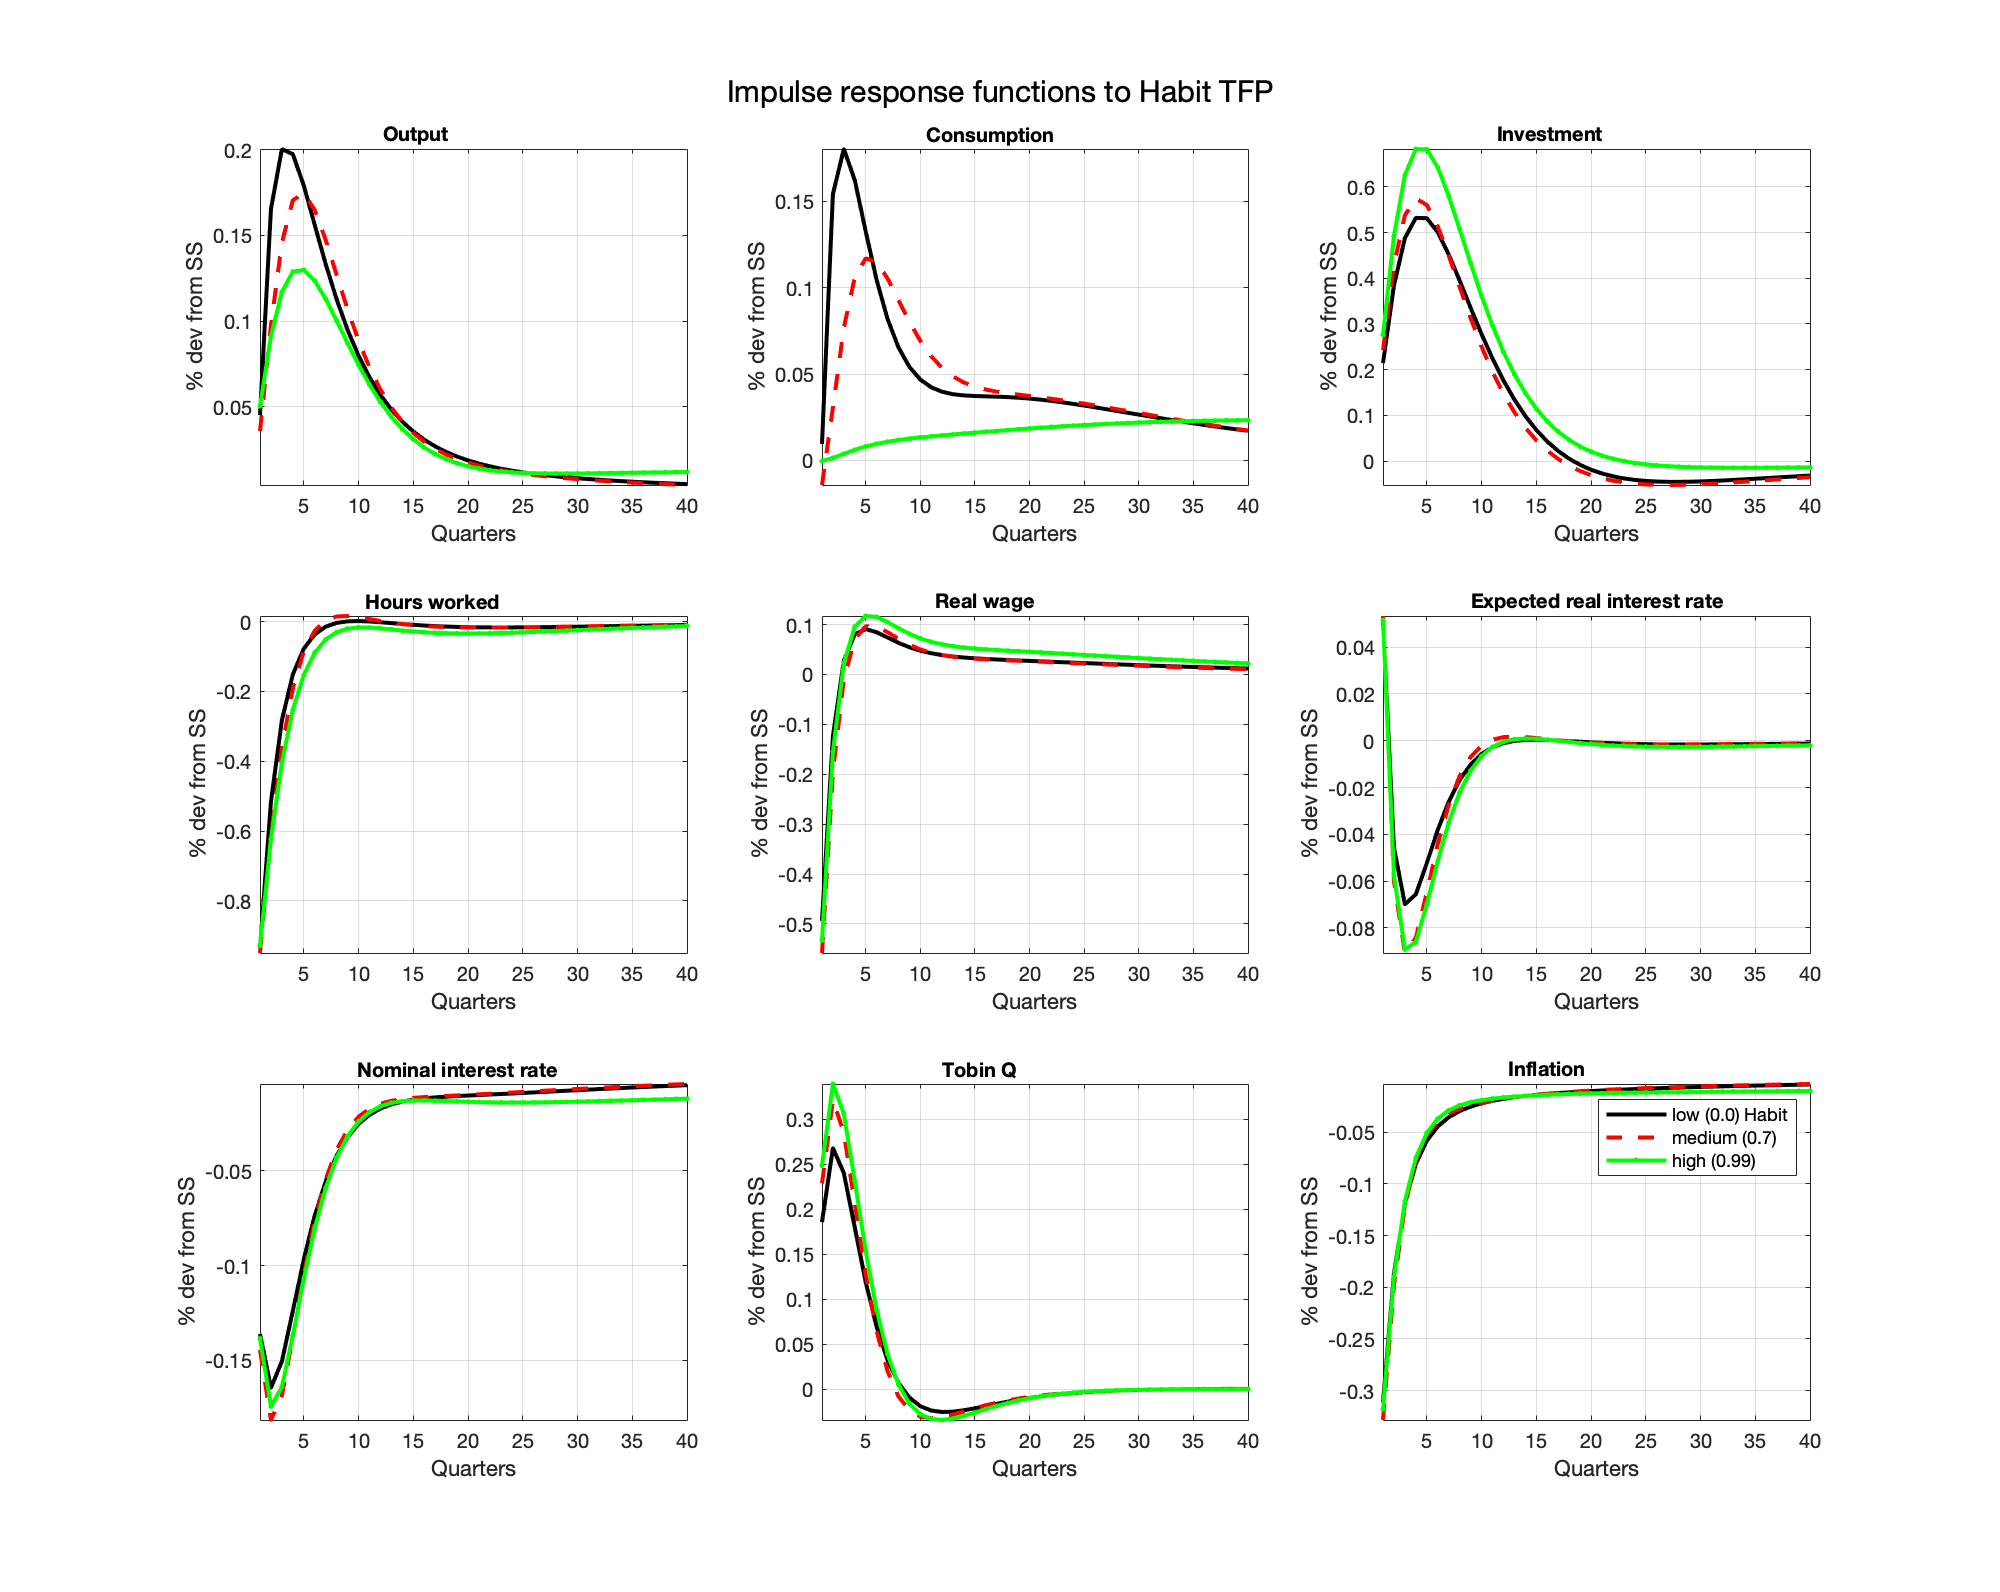 Impulse response functions to Habit TFP
Output
% dev from SS
0.2
0.15
0.1
0.05
5 10 15 20 25 30 35 40
Quarters
Consumption
% dev from SS
0.15
0.1
0.05
0
5 10 15 20 25 30 35 40
Quarters
Investment
% dev from SS
0.6
0.5
0.4
0.3
0.2
0.1
0
5 10 15 20 25 30 35 40
Quarters
Hours worked
% dev from SS
0
-0.2
-0.4
-0.6
-0.8
5 10 15 20 25 30 35 40
Quarters
Real wage
% dev from SS
0.1
0
-0.1
-0.2
-0.3
-0.4
-0.5
5 10 15 20 25 30 35 40
Quarters
Expected real interest rate
% dev from SS
0.04
0.02
0
-0.02
-0.04
-0.06
-0.08
5 10 15 20 25 30 35 40
Quarters
Nominal interest rate
% dev from SS
-0.05
-0.1
-0.15
5 10 15 20 25 30 35 40
Quarters
Tobin Q
% dev from SS
0.3
0.25
0.2
0.15
0.1
0.05
0
5 10 15 20 25 30 35 40
Quarters
Inflation
% dev from SS
-0.05
-0.1
-0.15
-0.2
-0.25
-0.3
low (0.0) Habit
medium (0.7)
high (0.99)
5 10 15 20 25 30 35 40
Quarters